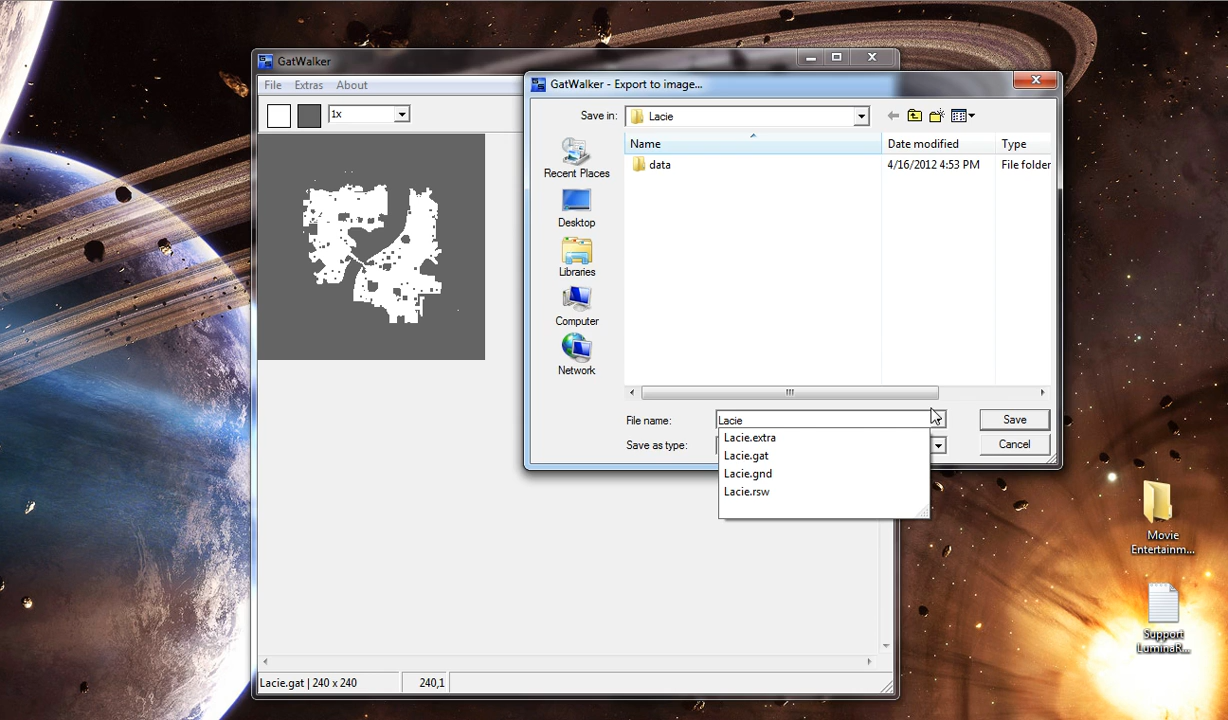 GatWalker
File Extras About
1x
GatWalker - Export to image...
Save in: Lacie
Name Date modified Type
data 4/16/2012 4:53 PM File folder
Recent Places
Desktop
Libraries
Computer
Network
File name: Lacie
Save
Save as type:
Cancel
Lacie.extra
Lacie.gat
Lacie.gnd
Lacie.rsw
Lacie.gat | 240 x 240 240,1
Movie
Entertainm...
Support
LuminaR...